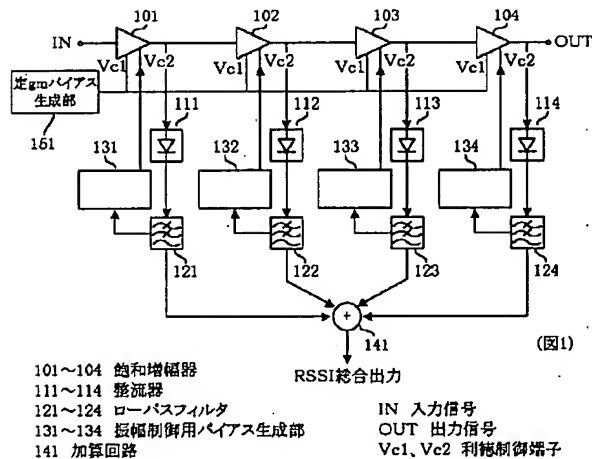 101 102 103 104
IN OUT
Vc1 Vc2 Vc1 Vc2 Vc1 Vc2 Vc1 Vc2
定gmバイアス
生成部
151
111 112 113 114
131 132 133 134
121 122 123 124
+
141
(図1)
RSSI総合出力
101~104 飽和増幅器
111~114 整流器
121~124 ローパスフィルタ
131~134 振幅制御用バイアス生成部
141 加算回路
IN 入力信号
OUT 出力信号
Vc1、Vc2 利得制御端子